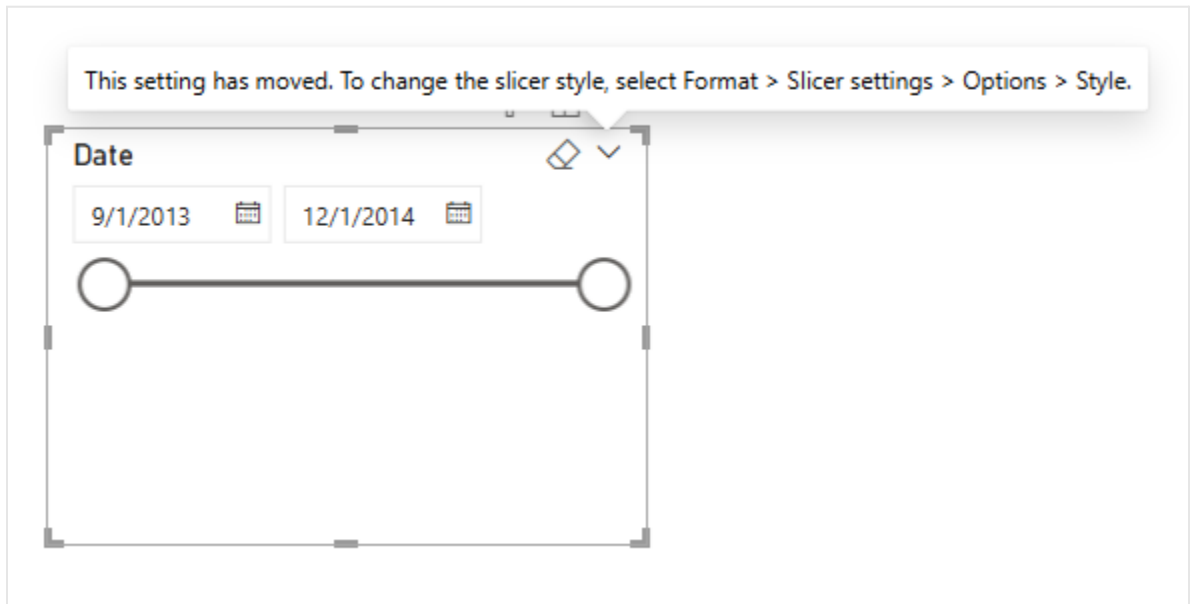 This setting has moved. To change the slicer style, select Format > Slicer settings > Options > Style.
Date
9/1/2013 12/1/2014